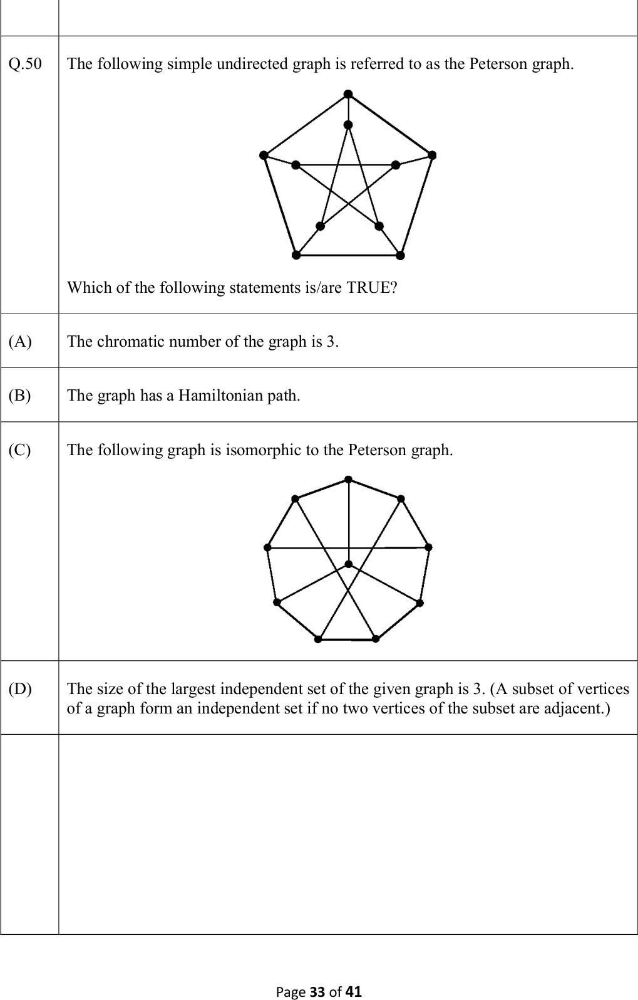 Q.50 The following simple undirected graph is referred to as the Peterson graph.
Which of the following statements is/are TRUE?
(A) The chromatic number of the graph is 3.
(B) The graph has a Hamiltonian path.
(C) The following graph is isomorphic to the Peterson graph.
(D) The size of the largest independent set of the given graph is 3. (A subset of vertices
of a graph form an independent set if no two vertices of the subset are adjacent.)
Page 33 of 41